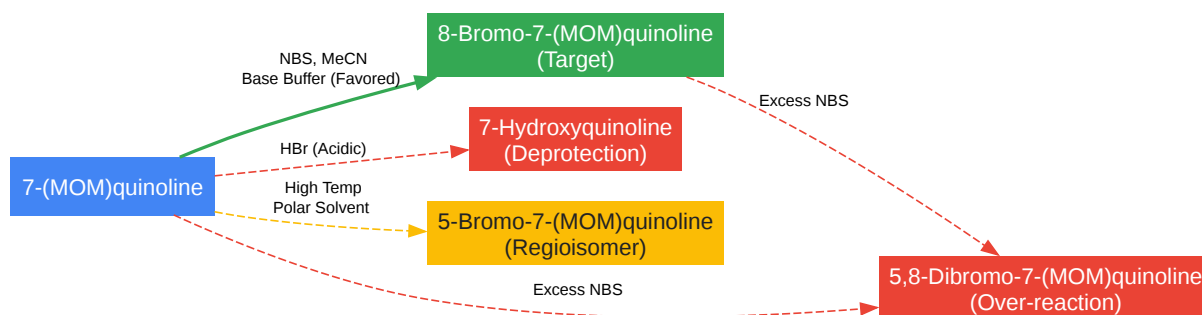 8-Bromo-7-(MOM)quinoline
(Target)
NBS, MeCN
Base Buffer (Favored)
Excess NBS
7-Hydroxyquinoline
(Deprotection)
HBr (Acidic)
7-(MOM)quinoline
High Temp
Polar Solvent
5-Bromo-7-(MOM)quinoline
(Regioisomer)
5,8-Dibromo-7-(MOM)quinoline
(Over-reaction)
Excess NBS